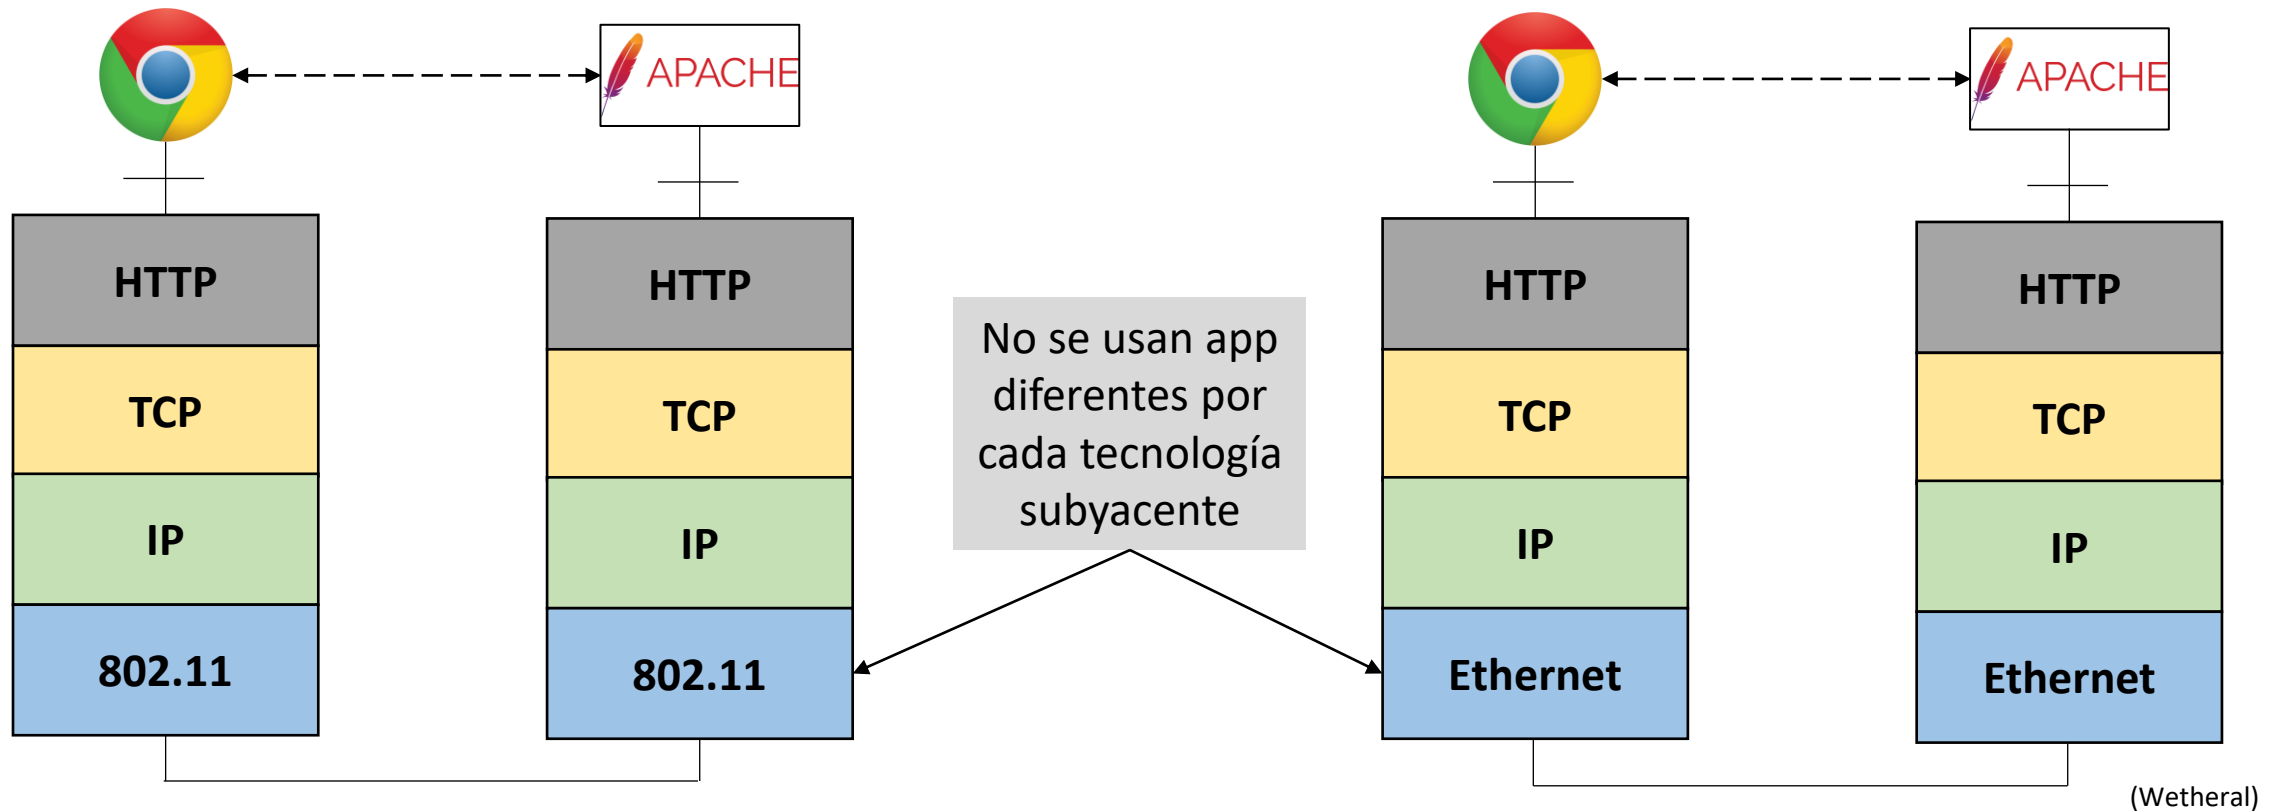 APACHE
APACHE
HTTP
TCP
IP
802.11
HTTP
TCP
IP
802.11
No se usan app
diferentes por
cada tecnología
subyacente
HTTP
TCP
IP
Ethernet
HTTP
TCP
IP
Ethernet
(Wetheral)